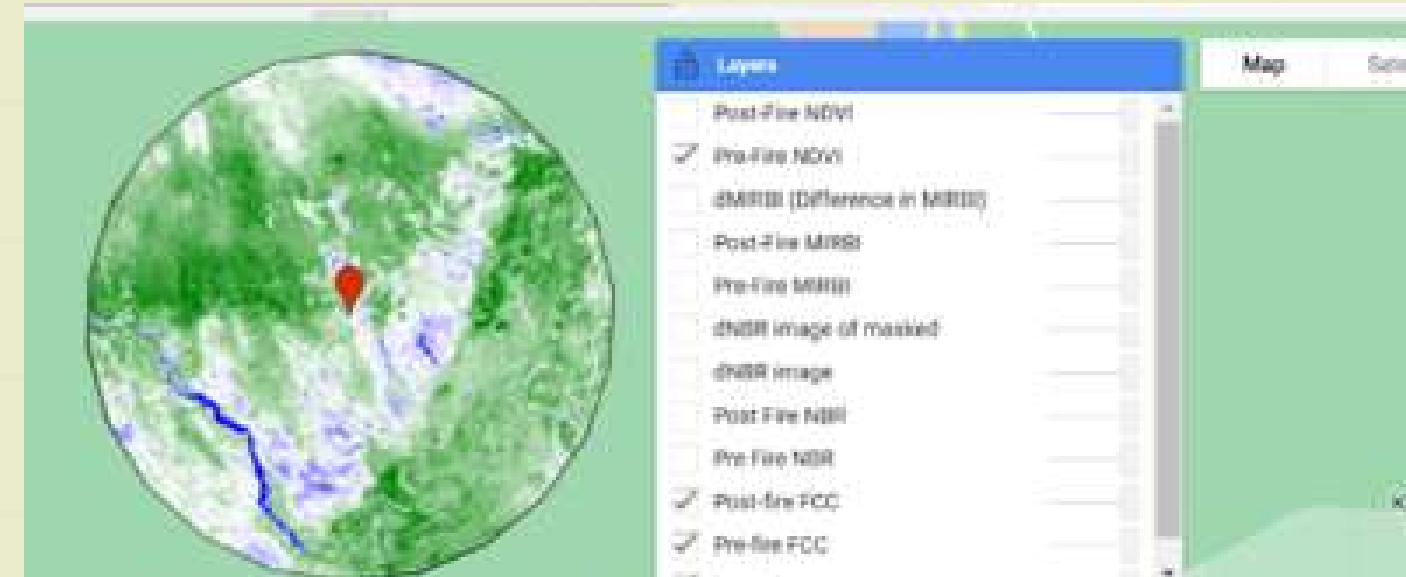 Layers
Map
Post-Fire NDVI
Pre-Fire NDVI
dMIRBI (Difference in MIRBI)
Post-Fire MIRBI
Pre-Fire MIRBI
dNBR image of masked
dNBR image
Post Fire NBR
Pre Fire NBR
Post-fire FCC
Pre-fire FCC